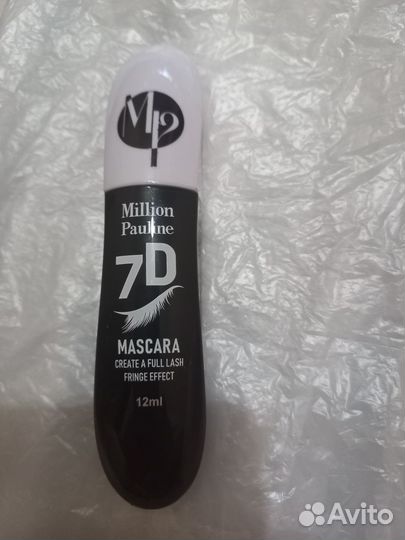 MP
Million
Pauline
7D
MASCARA
CREATE A FULL LASH
FRINGE EFFECT
12ml
Avito